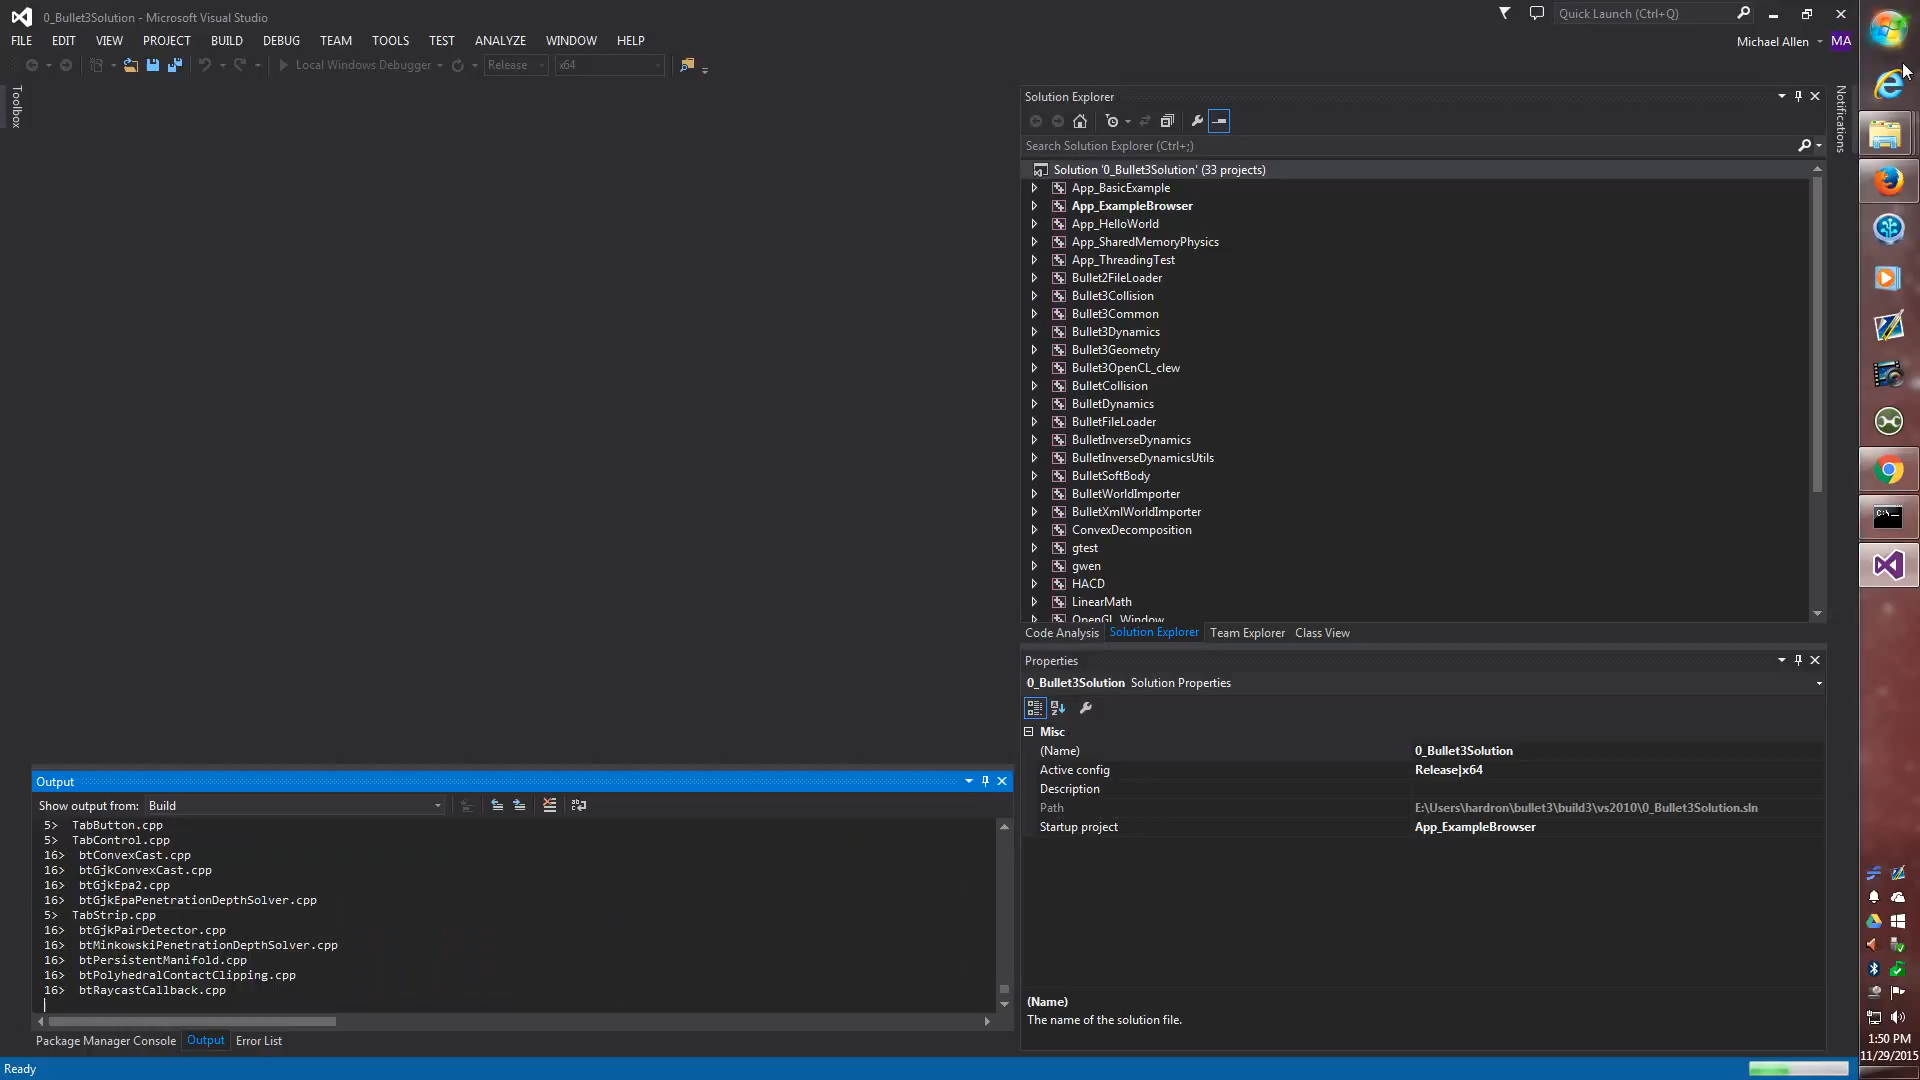 0_Bullet3Solution - Microsoft Visual Studio
Quick Launch (Ctrl+Q)
FILE EDIT VIEW PROJECT BUILD DEBUG TEAM TOOLS TEST ANALYZE WINDOW HELP
Michael Allen MA
Local Windows Debugger Release x64
Toolbox
Notifications
Solution Explorer
Search Solution Explorer (Ctrl+;)
Solution '0_Bullet3Solution' (33 projects)
App_BasicExample
App_ExampleBrowser
App_HelloWorld
App_SharedMemoryPhysics
App_ThreadingTest
Bullet2FileLoader
Bullet3Collision
Bullet3Common
Bullet3Dynamics
Bullet3Geometry
Bullet3OpenCL_clew
BulletCollision
BulletDynamics
BulletFileLoader
BulletInverseDynamics
BulletInverseDynamicsUtils
BulletSoftBody
BulletWorldImporter
BulletXmlWorldImporter
ConvexDecomposition
gtest
gwen
HACD
LinearMath
OpenGL_Window
Code Analysis Solution Explorer Team Explorer Class View
Properties
0_Bullet3Solution Solution Properties
Misc
(Name) 0_Bullet3Solution
Active config Release|x64
Description
Path E:\Users\hardron\bullet3\build3\vs2010\0_Bullet3Solution.sln
Startup project App_ExampleBrowser
(Name)
The name of the solution file.
Output
Show output from: Build
5> TabButton.cpp
5> TabControl.cpp
16> btConvexCast.cpp
16> btGjkConvexCast.cpp
16> btGjkEpa2.cpp
16> btGjkEpaPenetrationDepthSolver.cpp
5> TabStrip.cpp
16> btGjkPairDetector.cpp
16> btMinkowskiPenetrationDepthSolver.cpp
16> btPersistentManifold.cpp
16> btPolyhedralContactClipping.cpp
16> btRaycastCallback.cpp
Package Manager Console Output Error List
Ready
1:50 PM
11/29/2015